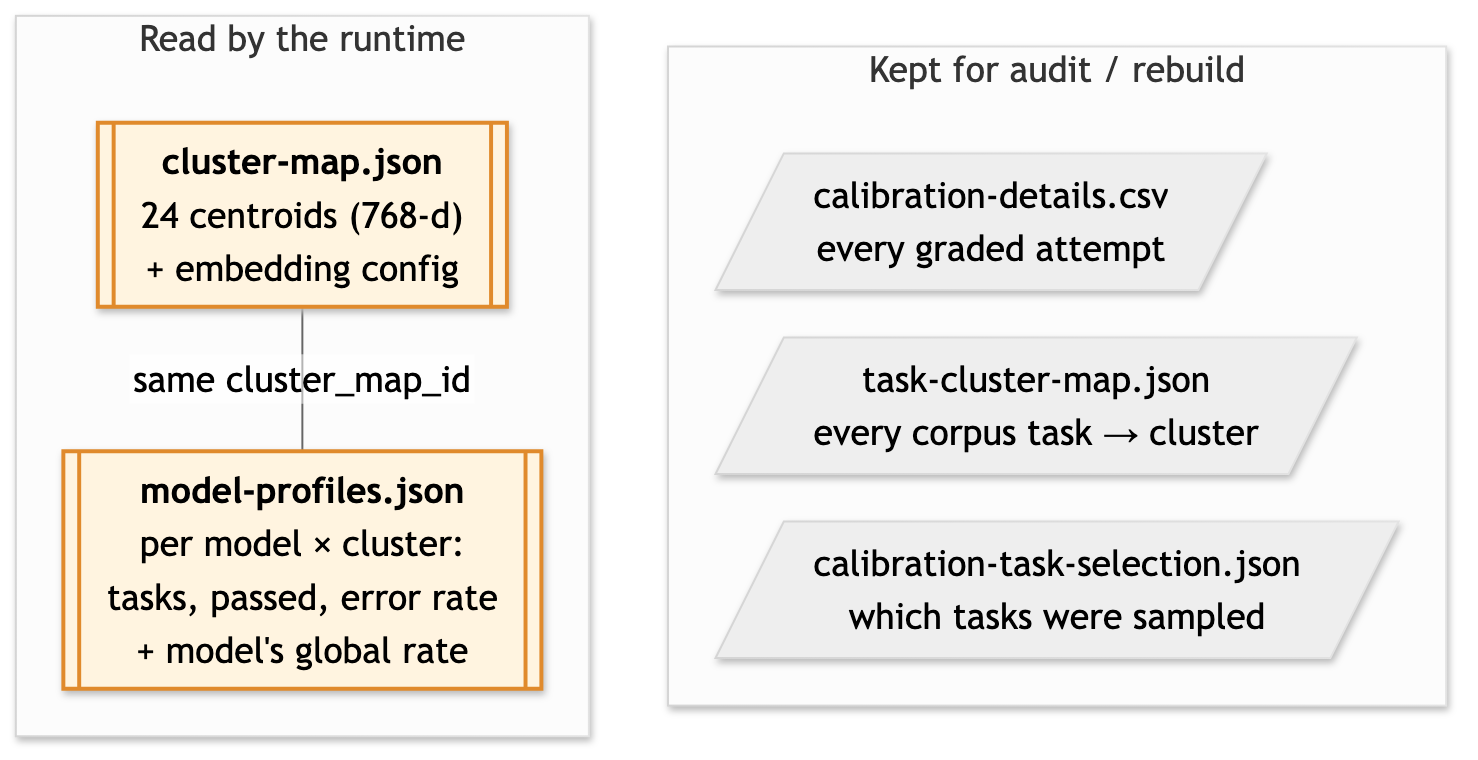 Read by the runtime
cluster-map.json
24 centroids (768-d)
+ embedding config
same cluster_map_id
model-profiles.json
per model × cluster:
tasks, passed, error rate
+ model's global rate
Kept for audit / rebuild
calibration-details.csv
every graded attempt
task-cluster-map.json
every corpus task → cluster
calibration-task-selection.json
which tasks were sampled